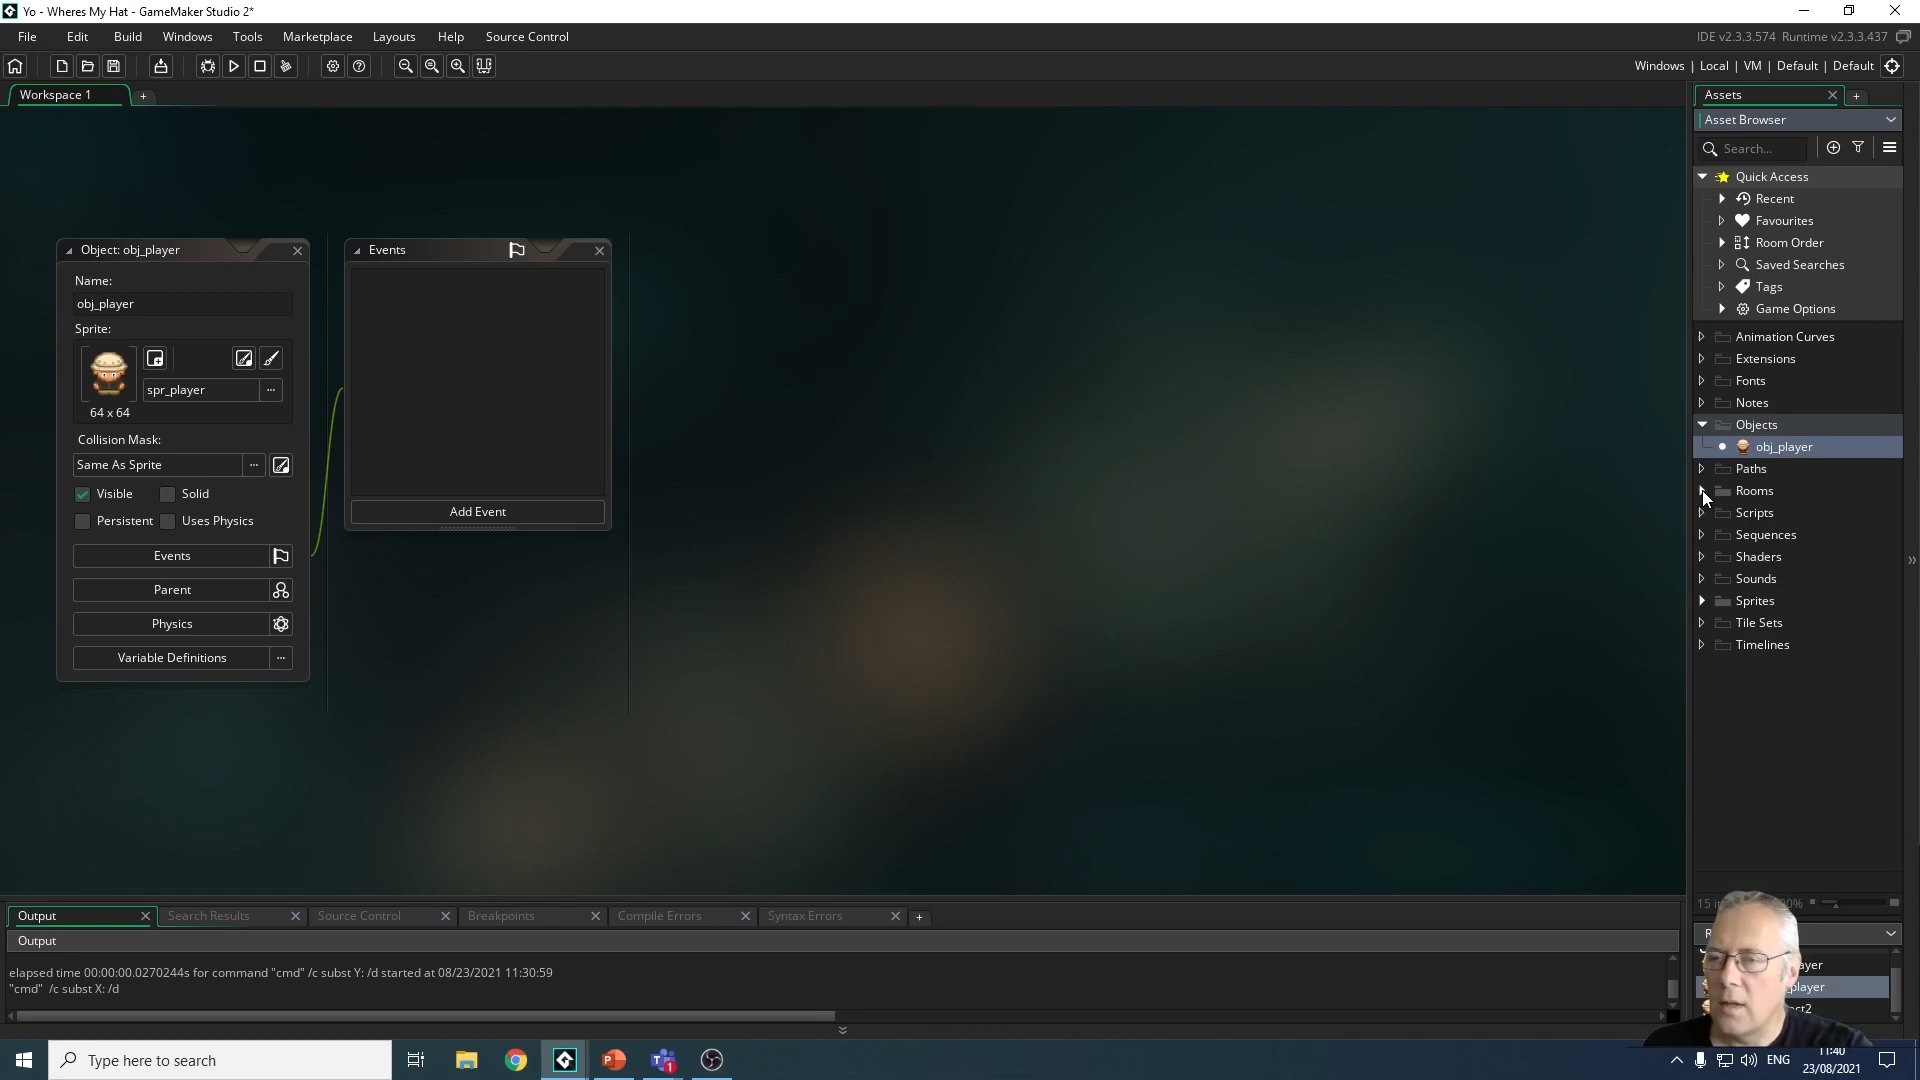 Yo - Wheres My Hat - GameMaker Studio 2*
File Edit Build Windows Tools Marketplace Layouts Help Source Control
IDE v2.3.3.574 Runtime v2.3.3.437
Windows | Local | VM | Default | Default
Workspace 1
Assets
Asset Browser
Search...
Quick Access
Recent
Favourites
Room Order
Saved Searches
Tags
Game Options
Animation Curves
Extensions
Fonts
Notes
Objects
obj_player
Paths
Rooms
Scripts
Sequences
Shaders
Sounds
Sprites
Tile Sets
Timelines
Object: obj_player
Name:
obj_player
Sprite:
spr_player
64 x 64
Collision Mask:
Same As Sprite
Visible Solid
Persistent Uses Physics
Events
Parent
Physics
Variable Definitions
Events
Add Event
Output Search Results Source Control Breakpoints Compile Errors Syntax Errors
Output
elapsed time 00:00:00.0270244s for command "cmd" /c subst Y: /d started at 08/23/2021 11:30:59
"cmd" /c subst X: /d
Type here to search
ENG
11:40
23/08/2021